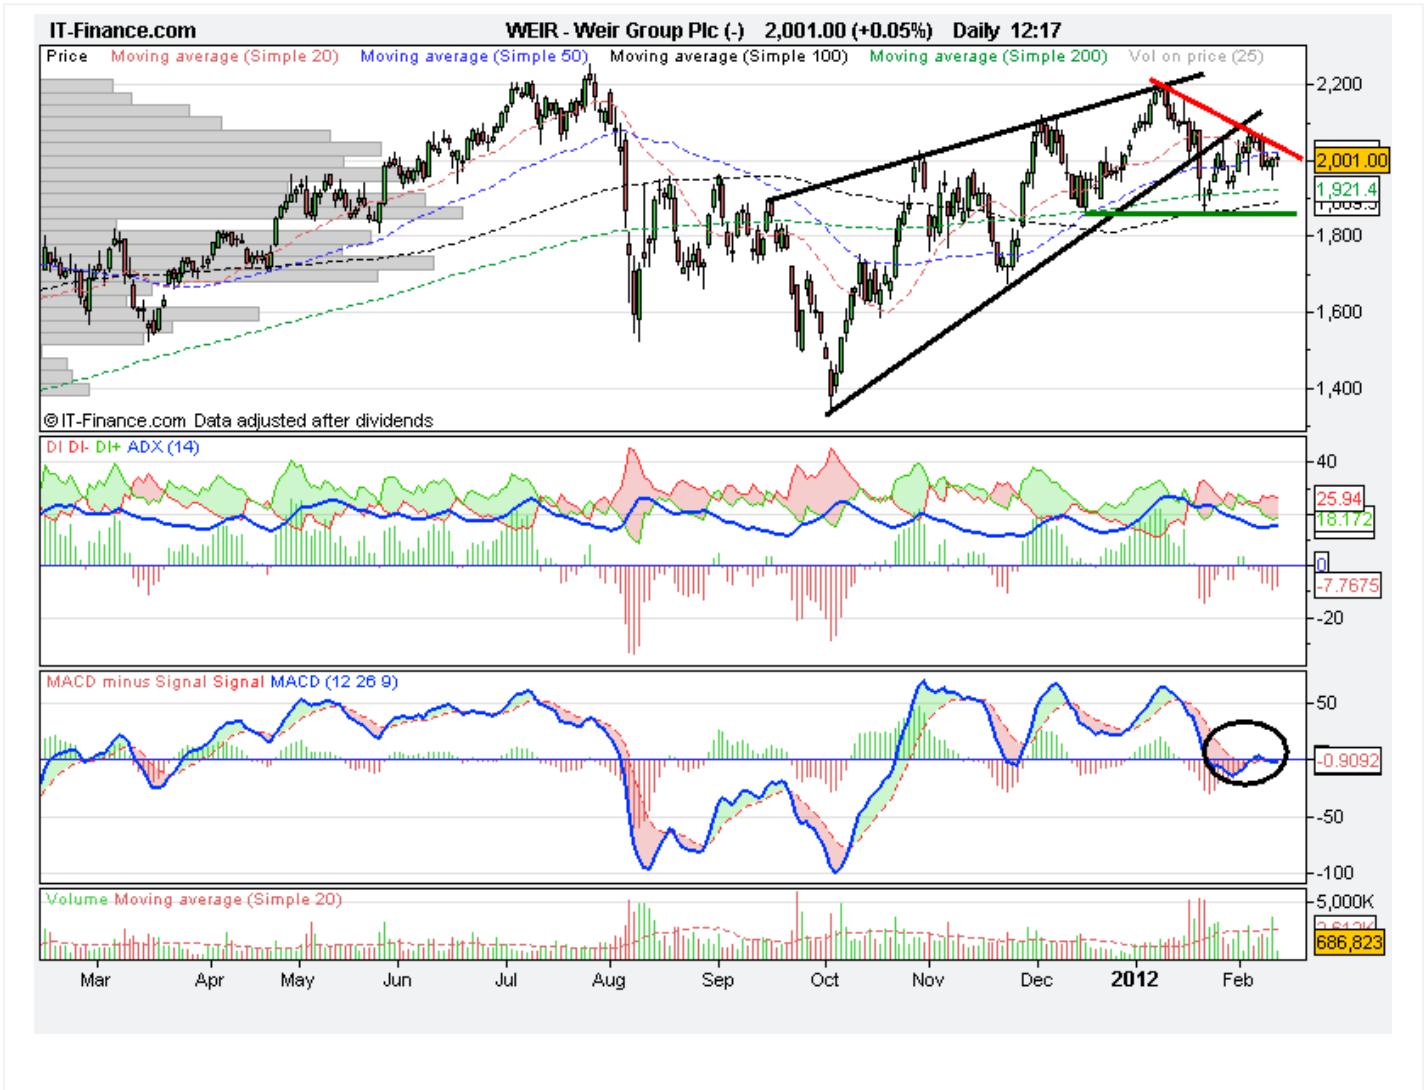 IT-Finance.com WEIR - Weir Group Plc (-) 2,001.00 (+0.05%) Daily 12:17
Price Moving average (Simple 20) Moving average (Simple 50) Moving average (Simple 100) Moving average (Simple 200) Vol on price (25)
2,200
2,001.00
1,921.4
1,800
1,600
1,400
© IT-Finance.com Data adjusted after dividends
DI DI- DI+ ADX (14)
40
25.94
18.172
0
-7.7675
-20
MACD minus Signal Signal MACD (12 26 9)
50
-0.9092
-50
-100
Volume Moving average (Simple 20)
5,000K
686,823
Mar Apr May Jun Jul Aug Sep Oct Nov Dec 2012 Feb